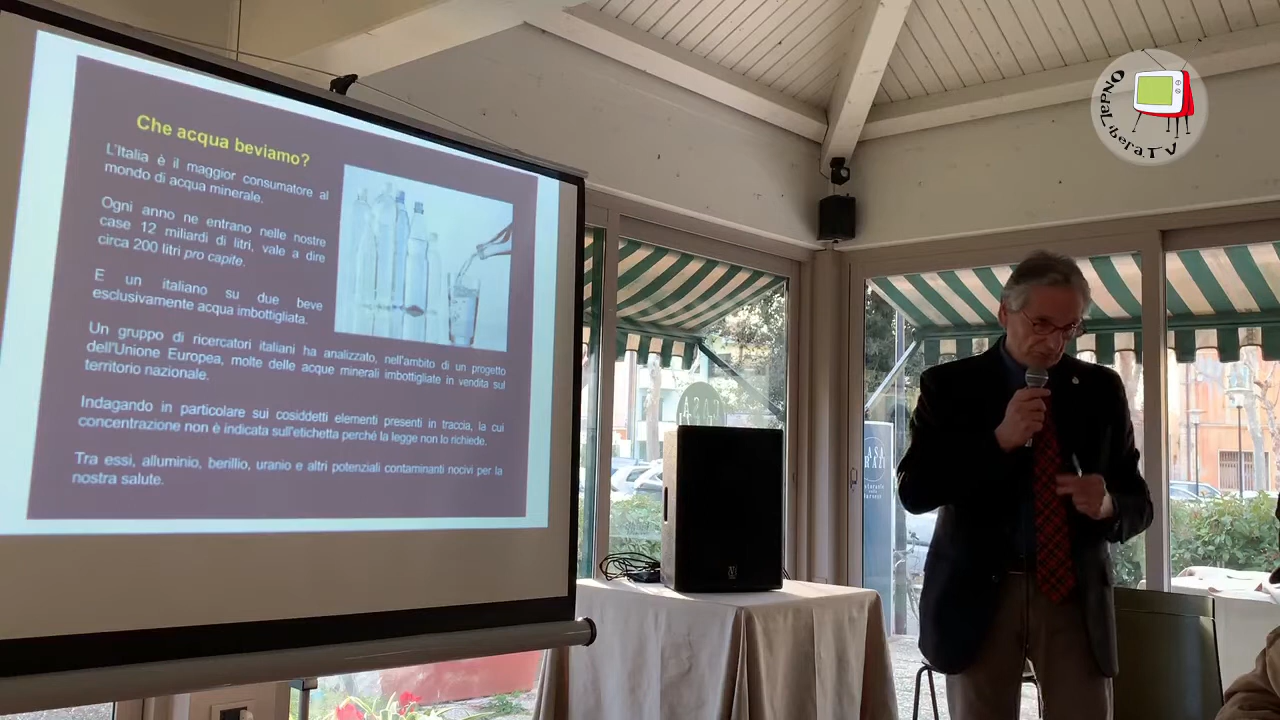 Che acqua beviamo?
L'Italia è il maggior consumatore al
mondo di acqua minerale.
Ogni anno ne entrano nelle nostre
case 12 miliardi di litri, vale a dire
circa 200 litri pro capite.
E un italiano su due beve
esclusivamente acqua imbottigliata.
Un gruppo di ricercatori italiani ha analizzato, nell'ambito di un progetto
dell'Unione Europea, molte delle acque minerali imbottigliate in vendita sul
territorio nazionale.
Indagando in particolare sui cosiddetti elementi presenti in traccia, la cui
concentrazione non è indicata sull'etichetta perché la legge non lo richiede.
Tra essi, alluminio, berillio, uranio e altri potenziali contaminanti nocivi per la
nostra salute.
OndaLibera.TV